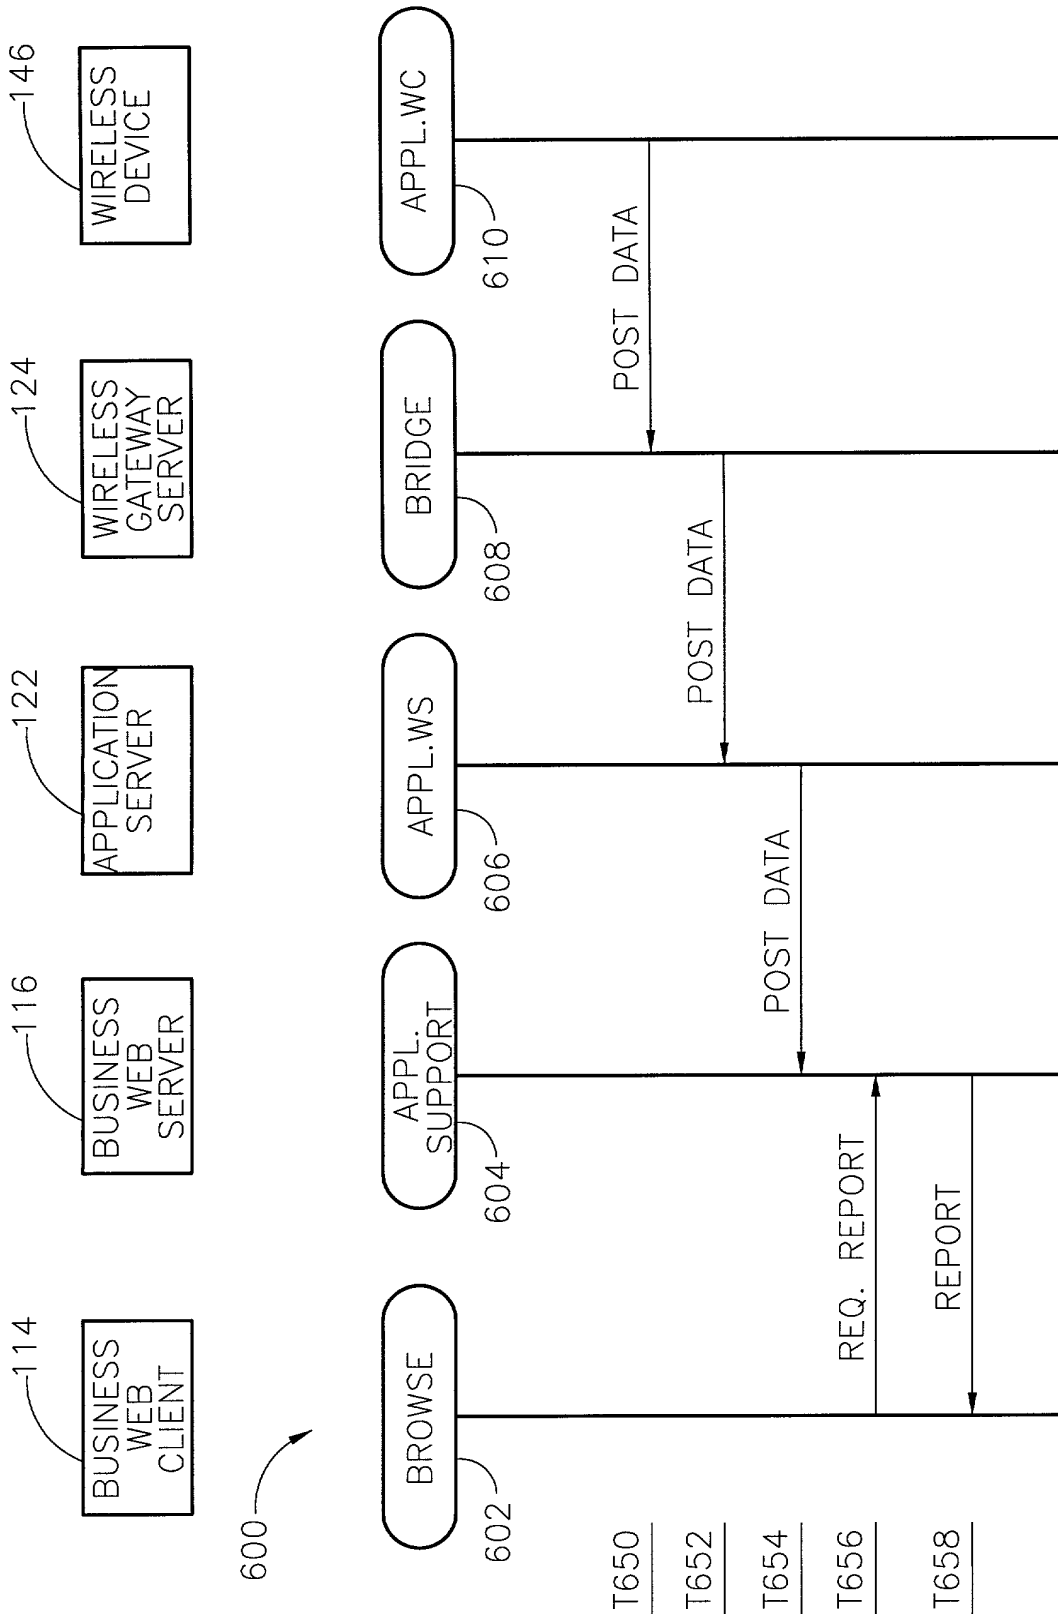 114
116
122
124
146
BUSINESS
WEB
CLIENT
BUSINESS
WEB
SERVER
APPLICATION
SERVER
WIRELESS
GATEWAY
SERVER
WIRELESS
DEVICE
600
BROWSE
APPL.
SUPPORT
APPL.WS
BRIDGE
APPL.WC
602
604
606
608
610
T650
POST DATA
T652
POST DATA
T654
POST DATA
T656
REQ. REPORT
T658
REPORT